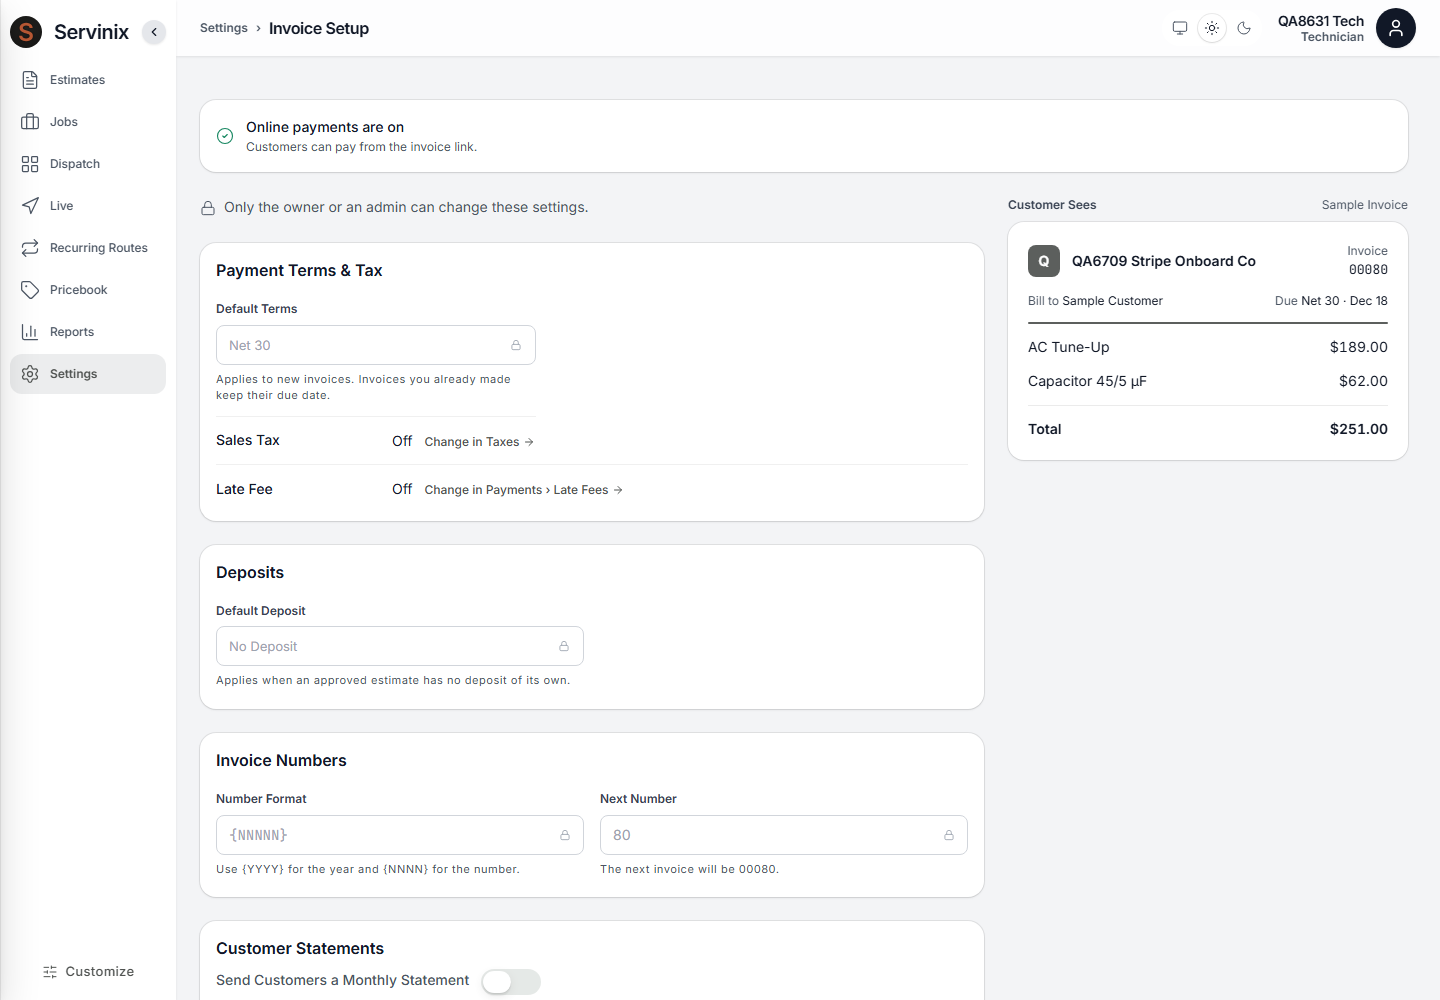 S Servinix
Estimates
Jobs
Dispatch
Live
Recurring Routes
Pricebook
Reports
Settings
Customize
Settings › Invoice Setup
QA8631 Tech
Technician
Online payments are on
Customers can pay from the invoice link.
Only the owner or an admin can change these settings.
Payment Terms & Tax
Default Terms
Net 30
Applies to new invoices. Invoices you already made
keep their due date.
Sales Tax Off Change in Taxes →
Late Fee Off Change in Payments › Late Fees →
Deposits
Default Deposit
No Deposit
Applies when an approved estimate has no deposit of its own.
Invoice Numbers
Number Format
{NNNNN}
Use {YYYY} for the year and {NNNN} for the number.
Next Number
80
The next invoice will be 00080.
Customer Statements
Send Customers a Monthly Statement
Customer Sees Sample Invoice
Q QA6709 Stripe Onboard Co
Invoice
00080
Bill to Sample Customer Due Net 30 · Dec 18
AC Tune-Up $189.00
Capacitor 45/5 µF $62.00
Total $251.00